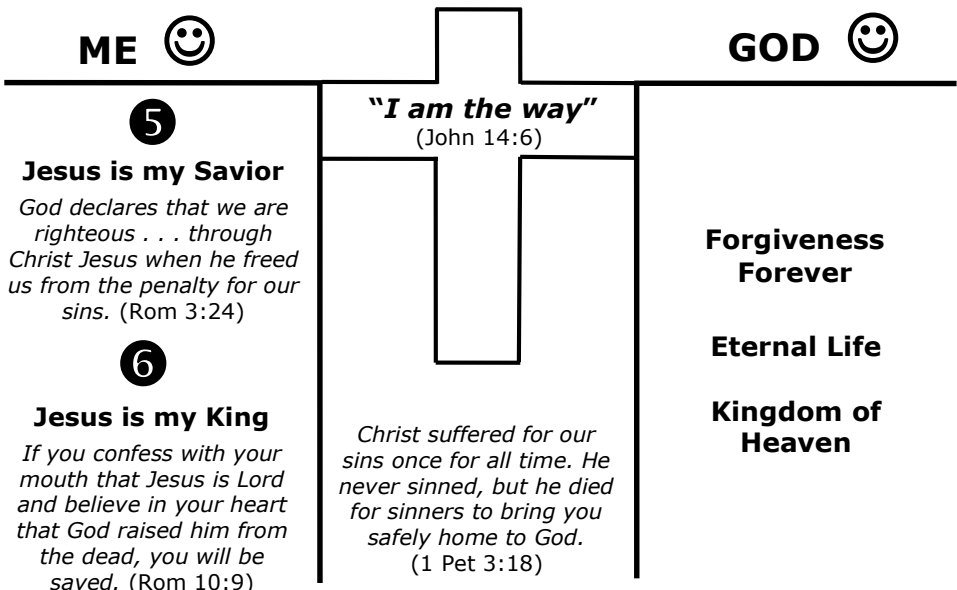 ME
GOD
❺
Jesus is my Savior
God declares that we are
righteous . . . through
Christ Jesus when he freed
us from the penalty for our
sins. (Rom 3:24)
❻
Jesus is my King
If you confess with your
mouth that Jesus is Lord
and believe in your heart
that God raised him from
the dead, you will be
saved. (Rom 10:9)
“I am the way”
(John 14:6)
Christ suffered for our
sins once for all time. He
never sinned, but he died
for sinners to bring you
safely home to God.
(1 Pet 3:18)
Forgiveness
Forever
Eternal Life
Kingdom of
Heaven